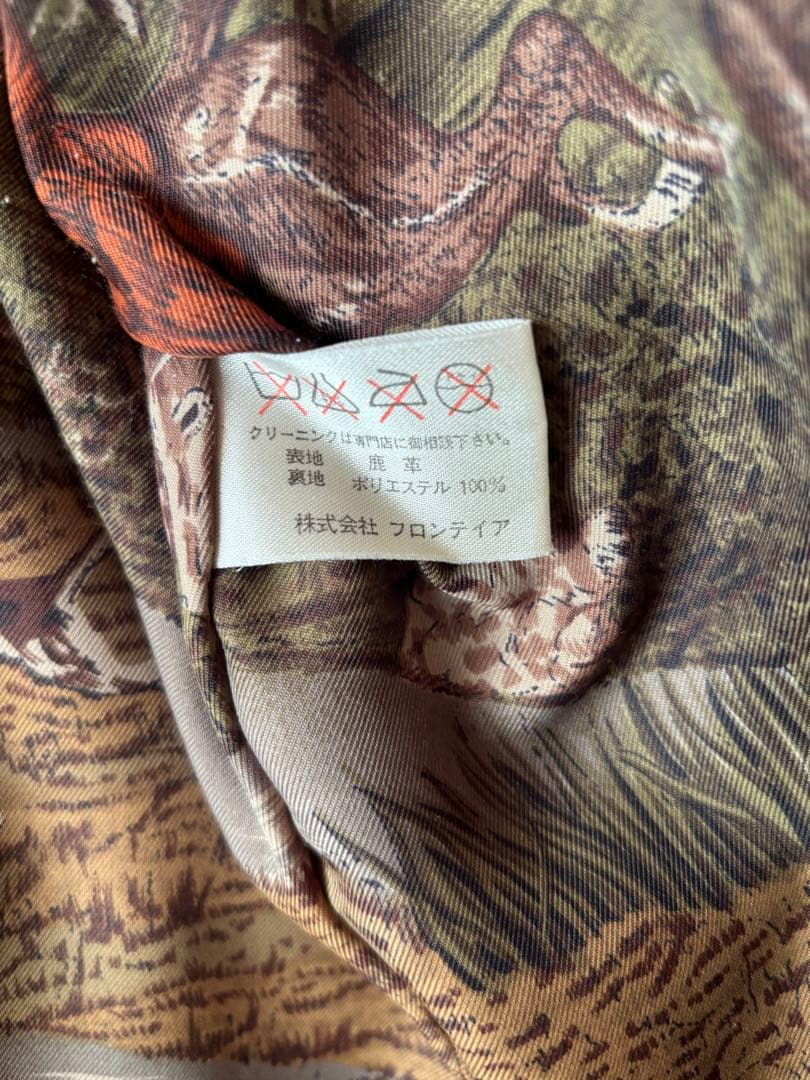 クリーニングは専門店に御相談下さい。
表地 鹿革
裏地 ポリエステル 100%
株式会社 フロンテイア